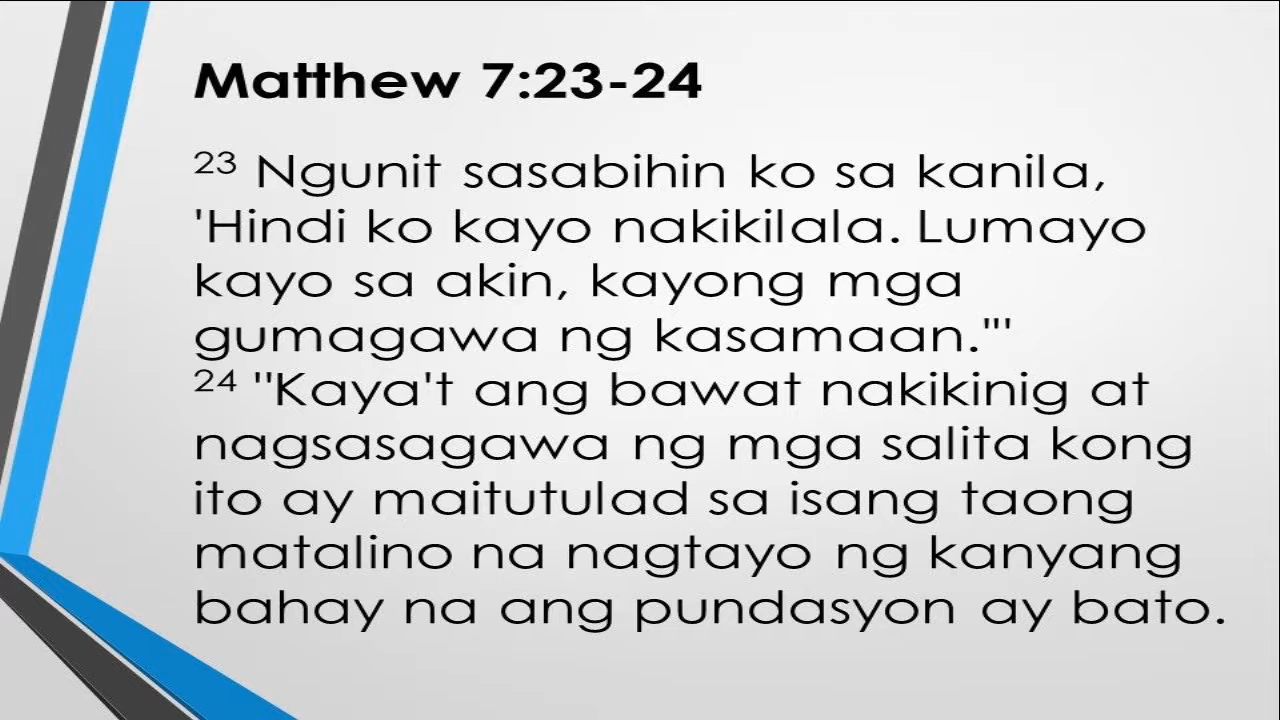 Matthew 7:23-24
23 Ngunit sasabihin ko sa kanila,
'Hindi ko kayo nakikilala. Lumayo
kayo sa akin, kayong mga
gumagawa ng kasamaan."'
24 "Kaya't ang bawat nakikinig at
nagsasagawa ng mga salita kong
ito ay maitutulad sa isang taong
matalino na nagtayo ng kanyang
bahay na ang pundasyon ay bato.